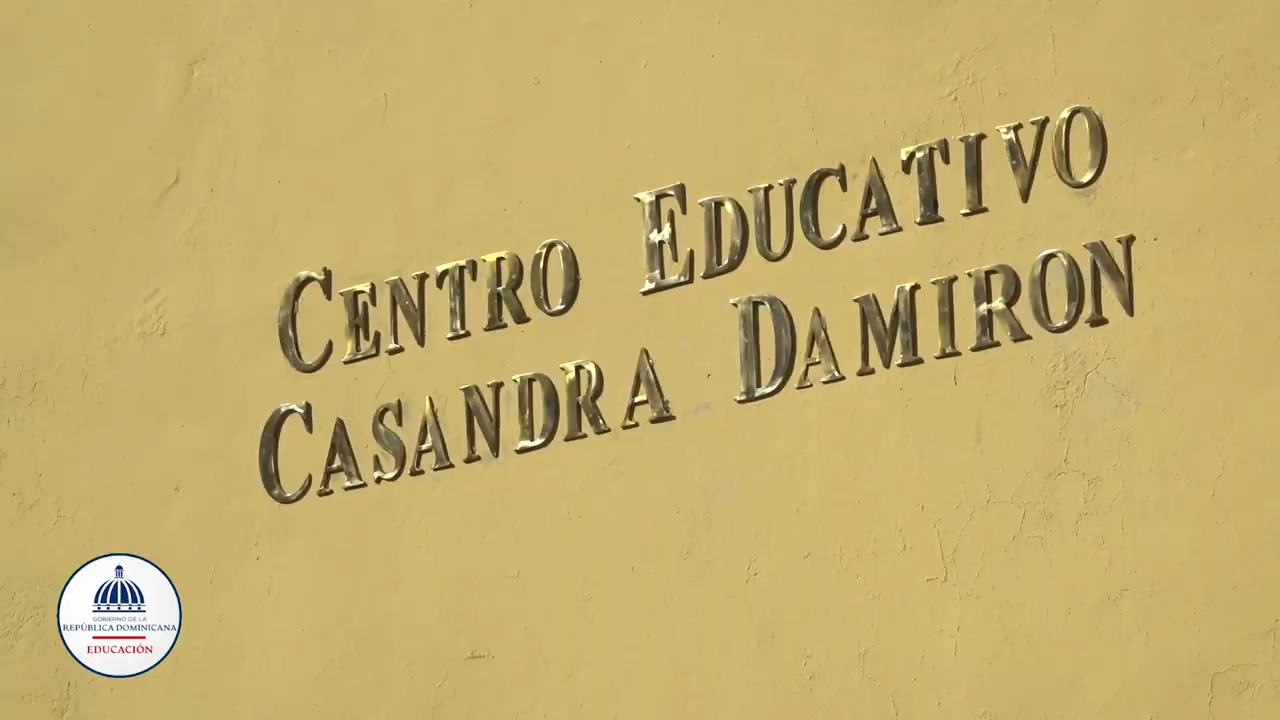 CENTRO EDUCATIVO
CASANDRA DAMIRON
GOBIERNO DE LA
REPÚBLICA DOMINICANA
EDUCACIÓN